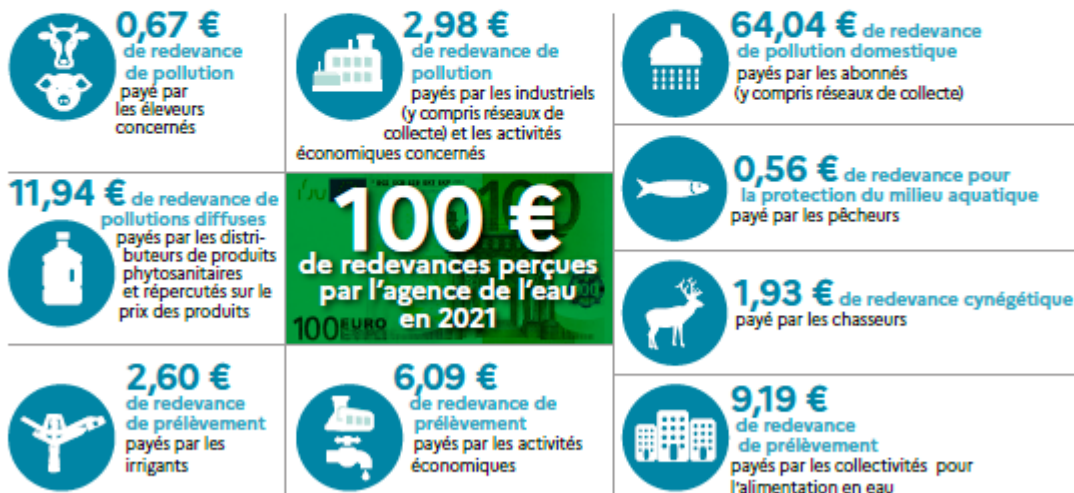 0,67 €
de redevance
de pollution
payé par
les éleveurs
concernés
2,98 €
de redevance de
pollution
payés par les industriels
(y compris réseaux de
collecte) et les activités
économiques concernés
64,04 € de redevance
de pollution domestique
payés par les abonnés
(y compris réseaux de collecte)
11,94 € de redevance de
pollutions diffuses
payés par les distri-
buteurs de produits
phytosanitaires
et répercutés sur le
prix des produits
100 €
de redevances perçues
par l'agence de l'eau
en 2021
100 EURO
0,56 € de redevance pour
la protection du milieu aquatique
payé par les pêcheurs
1,93 € de redevance cynégétique
payé par les chasseurs
2,60 €
de redevance
de prélèvement
payés par les
irrigants
6,09 €
de redevance de
prélèvement
payés par les activités
économiques
9,19 €
de redevance
de prélèvement
payés par les collectivités pour
l'alimentation en eau